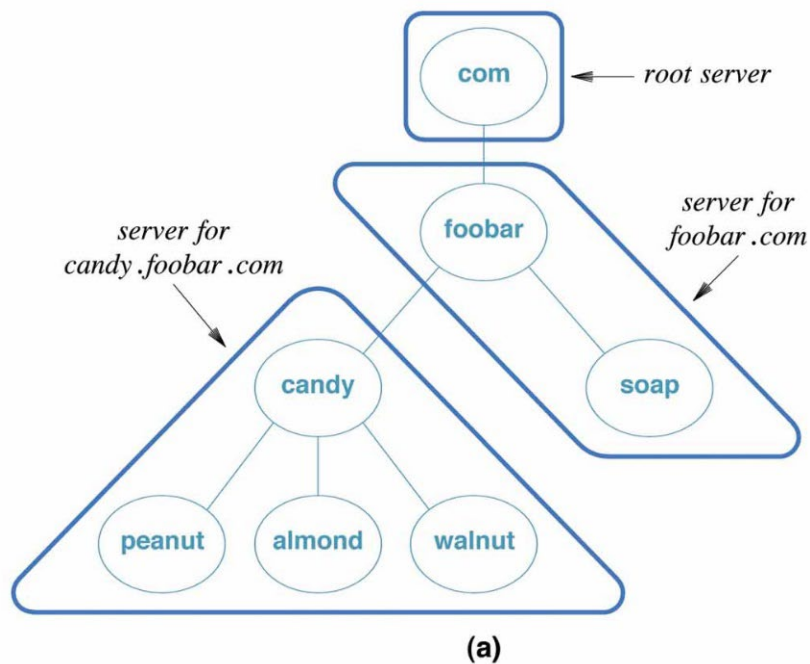 com
root server
foobar
server for
foobar.com
server for
candy.foobar.com
candy
soap
peanut
almond
walnut
(a)